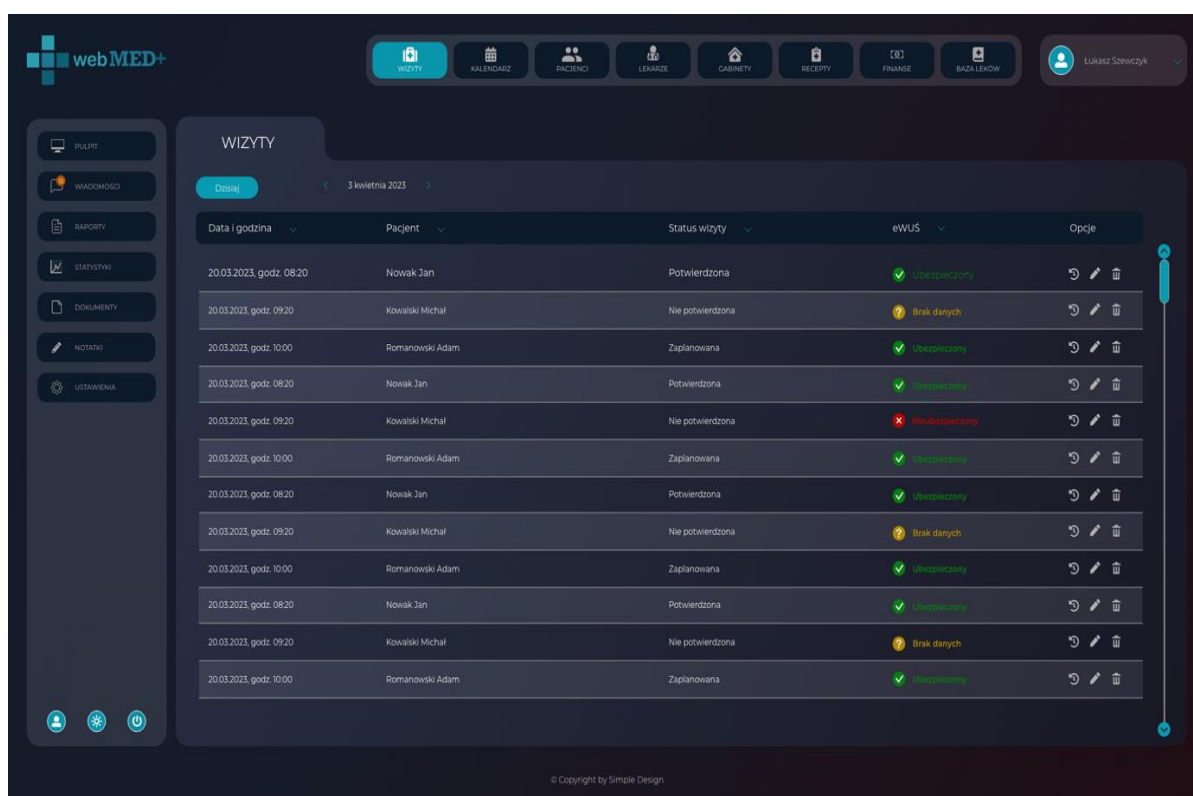 webMED+
WIZYTY KALENDARZ PACJENCI LEKARZE GABINETY RECEPTY FINANSE BAZA LEKÓW
Łukasz Szewczyk
PULPIT
WIADOMOŚCI
RAPORTY
STATYSTYKI
DOKUMENTY
NOTATKI
USTAWIENIA
WIZYTY
Dzisiaj 3 kwietnia 2023
Data i godzina Pacjent Status wizyty eWUŚ Opcje
20.03.2023, godz. 08:20 Nowak Jan Potwierdzona Ubezpieczony
20.03.2023, godz. 09:20 Kowalski Michał Nie potwierdzona Brak danych
20.03.2023, godz. 10:00 Romanowski Adam Zaplanowana Ubezpieczony
20.03.2023, godz. 08:20 Nowak Jan Potwierdzona Ubezpieczony
20.03.2023, godz. 09:20 Kowalski Michał Nie potwierdzona Nieubezpieczony
20.03.2023, godz. 10:00 Romanowski Adam Zaplanowana Ubezpieczony
20.03.2023, godz. 08:20 Nowak Jan Potwierdzona Ubezpieczony
20.03.2023, godz. 09:20 Kowalski Michał Nie potwierdzona Brak danych
20.03.2023, godz. 10:00 Romanowski Adam Zaplanowana Ubezpieczony
20.03.2023, godz. 08:20 Nowak Jan Potwierdzona Ubezpieczony
20.03.2023, godz. 09:20 Kowalski Michał Nie potwierdzona Brak danych
20.03.2023, godz. 10:00 Romanowski Adam Zaplanowana Ubezpieczony
© Copyright by Simple Design